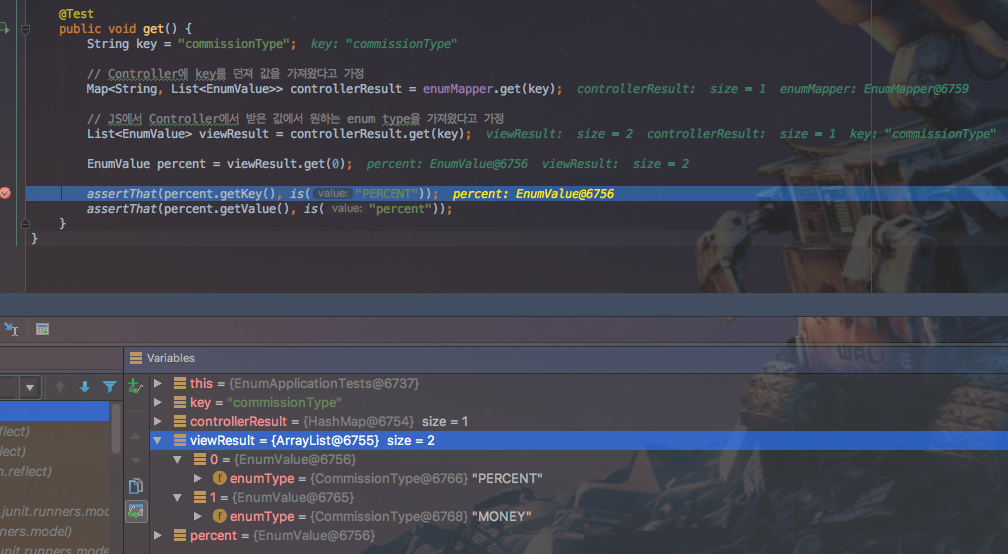 @Test
public void get() {
String key = "commissionType"; key: "commissionType"
// Controller에 key를 던져 값을 가져왔다고 가정
Map<String, List<EnumValue>> controllerResult = enumMapper.get(key); controllerResult: size = 1 enumMapper: EnumMapper@6759
// JS에서 Controller에서 받은 값에서 원하는 enum type을 가져왔다고 가정
List<EnumValue> viewResult = controllerResult.get(key); viewResult: size = 2 controllerResult: size = 1 key: "commissionType"
EnumValue percent = viewResult.get(0); percent: EnumValue@6756 viewResult: size = 2
assertThat(percent.getKey(), is( value: "PERCENT")); percent: EnumValue@6756
assertThat(percent.getValue(), is( value: "percent"));
}
}
WALL
Variables
this = {EnumApplicationTests@6737}
key = "commissionType"
flect)
controllerResult = {HashMap@6754} size = 1
lect)
viewResult = {ArrayList@6755} size = 2
0 = {EnumValue@6756}
n.reflect)
enumType = {CommissionType@6766} "PERCENT"
1 = {EnumValue@6765}
.junit.runners.mod
enumType = {CommissionType@6768} "MONEY"
ners.model)
percent = {EnumValue@6756}
unit.runners.mode